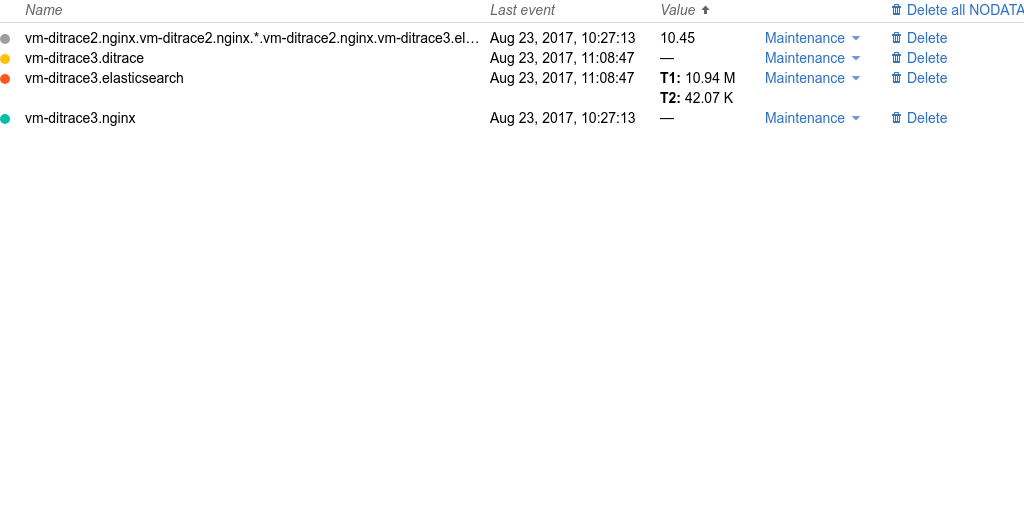 Name Last event Value Delete all NODATA
vm-ditrace2.nginx.vm-ditrace2.nginx.*.vm-ditrace2.nginx.vm-ditrace3.el… Aug 23, 2017, 10:27:13 10.45 Maintenance Delete
vm-ditrace3.ditrace Aug 23, 2017, 11:08:47 — Maintenance Delete
vm-ditrace3.elasticsearch Aug 23, 2017, 11:08:47 T1: 10.94 M Maintenance Delete
T2: 42.07 K
vm-ditrace3.nginx Aug 23, 2017, 10:27:13 — Maintenance Delete